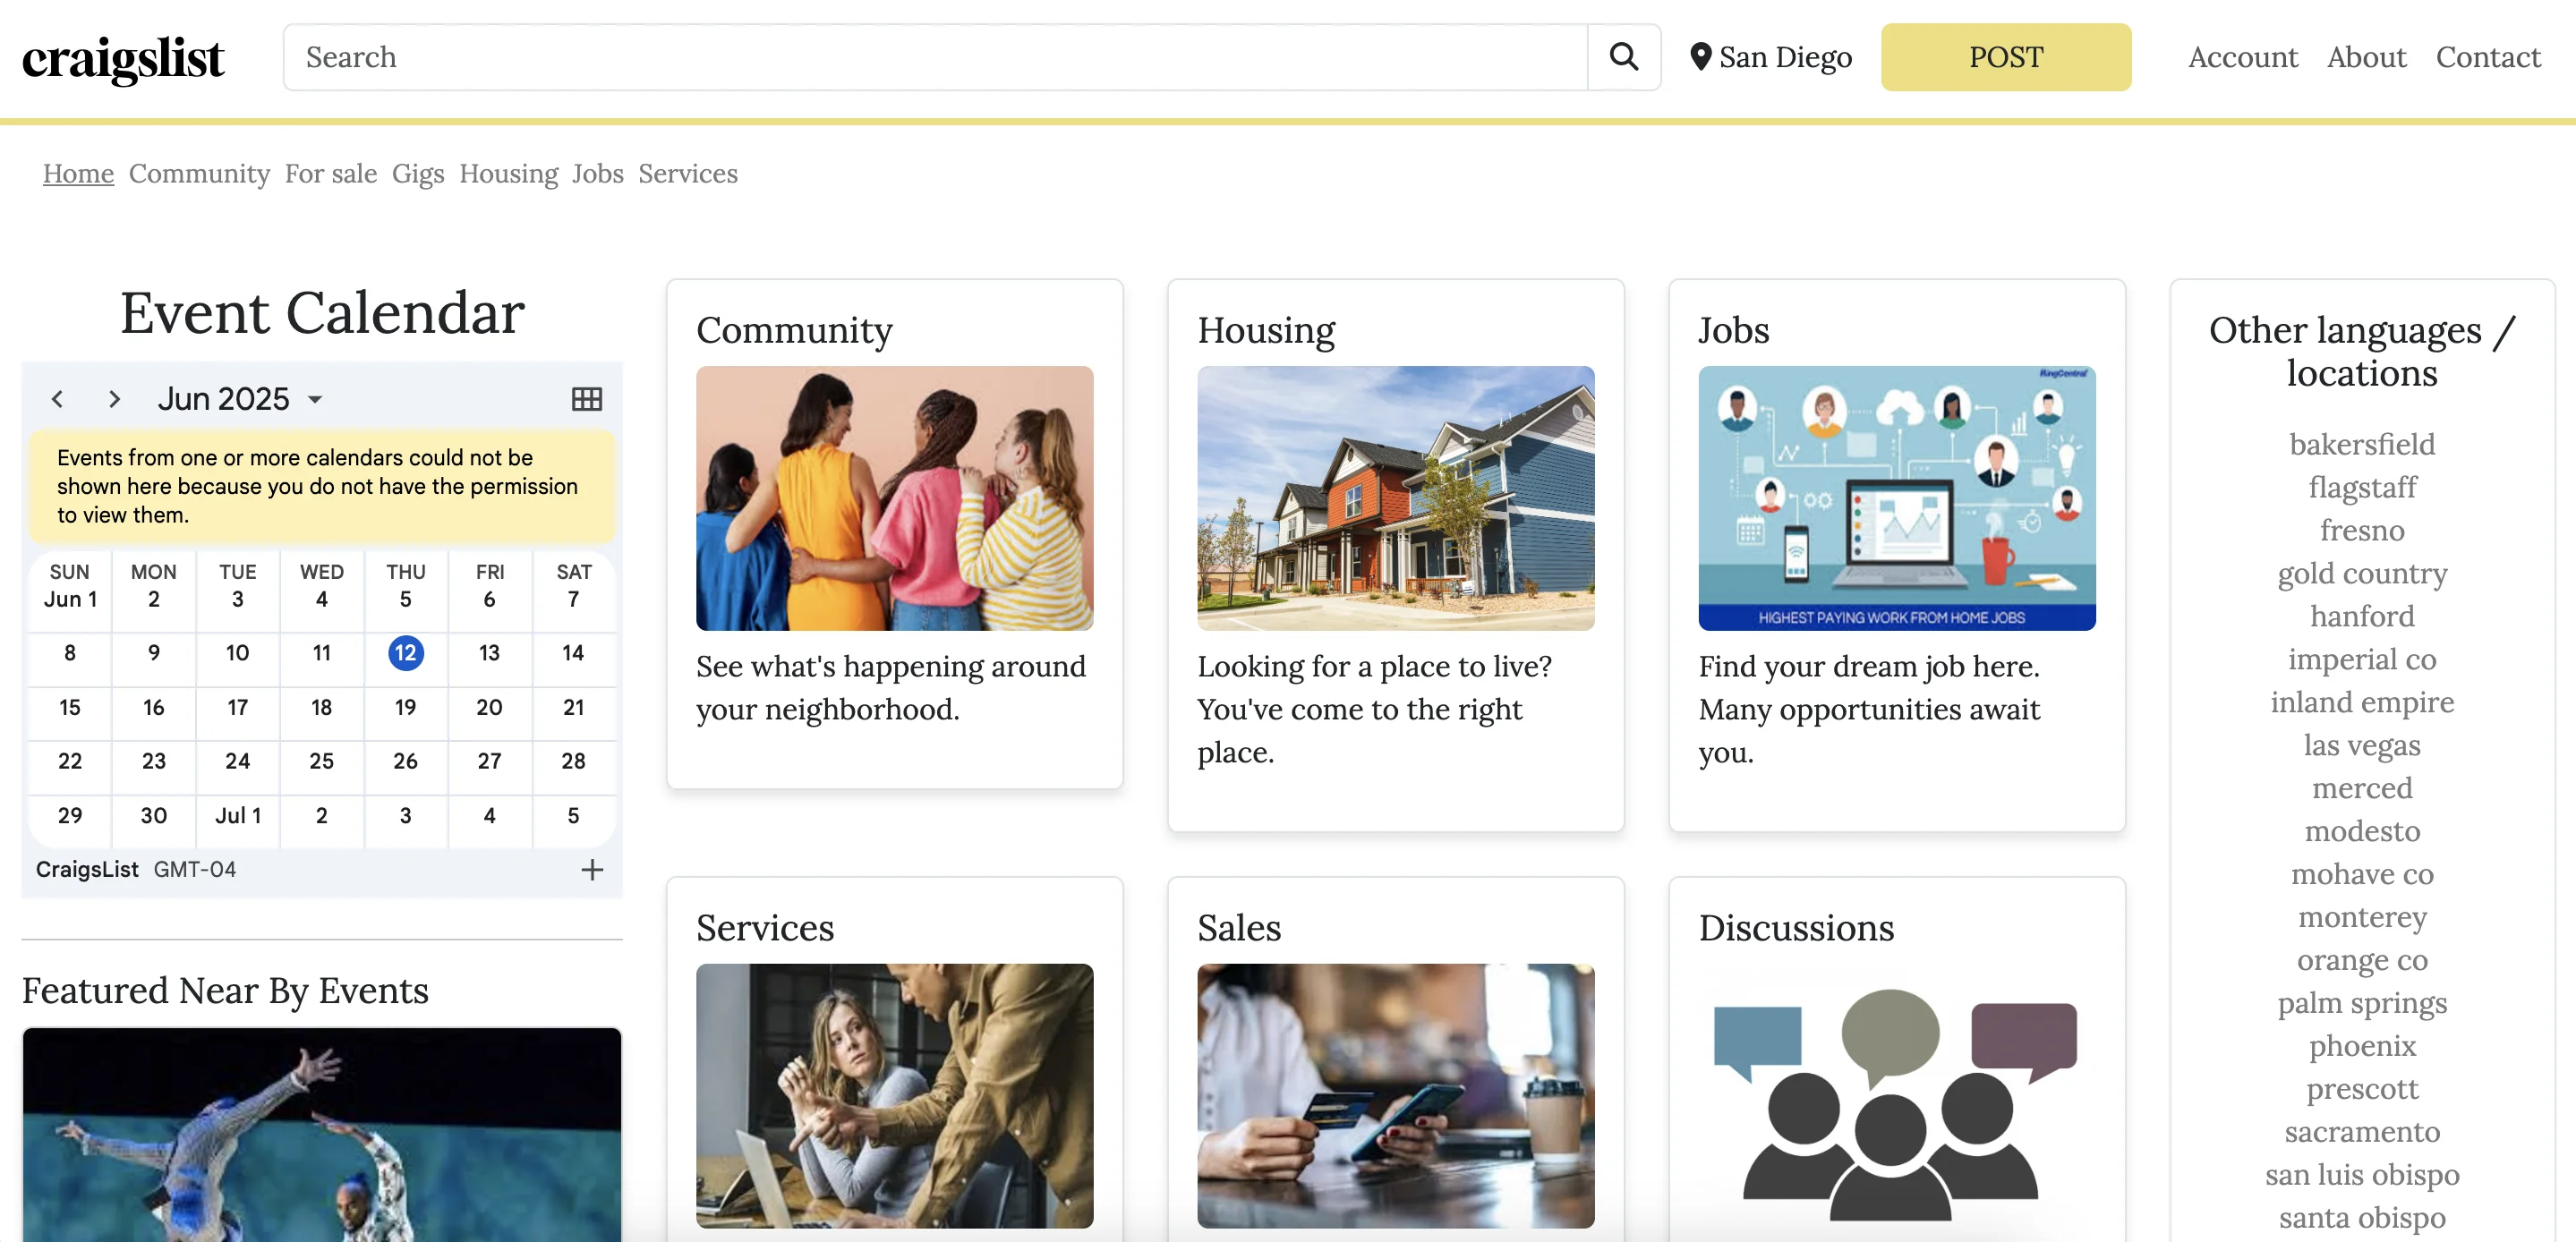 craigslist
Search
San Diego
POST
Account About Contact
Home Community For sale Gigs Housing Jobs Services
Event Calendar
Jun 2025
Events from one or more calendars could not be
shown here because you do not have the permission
to view them.
SUN MON TUE WED THU FRI SAT
Jun 1 2 3 4 5 6 7
8 9 10 11 12 13 14
15 16 17 18 19 20 21
22 23 24 25 26 27 28
29 30 Jul 1 2 3 4 5
CraigsList GMT-04
Featured Near By Events
Community
See what's happening around
your neighborhood.
Housing
Looking for a place to live?
You've come to the right
place.
Jobs
RingCentral
HIGHEST PAYING WORK FROM HOME JOBS
Find your dream job here.
Many opportunities await
you.
Services
Sales
Discussions
Other languages /
locations
bakersfield
flagstaff
fresno
gold country
hanford
imperial co
inland empire
las vegas
merced
modesto
mohave co
monterey
orange co
palm springs
phoenix
prescott
sacramento
san luis obispo
santa obispo